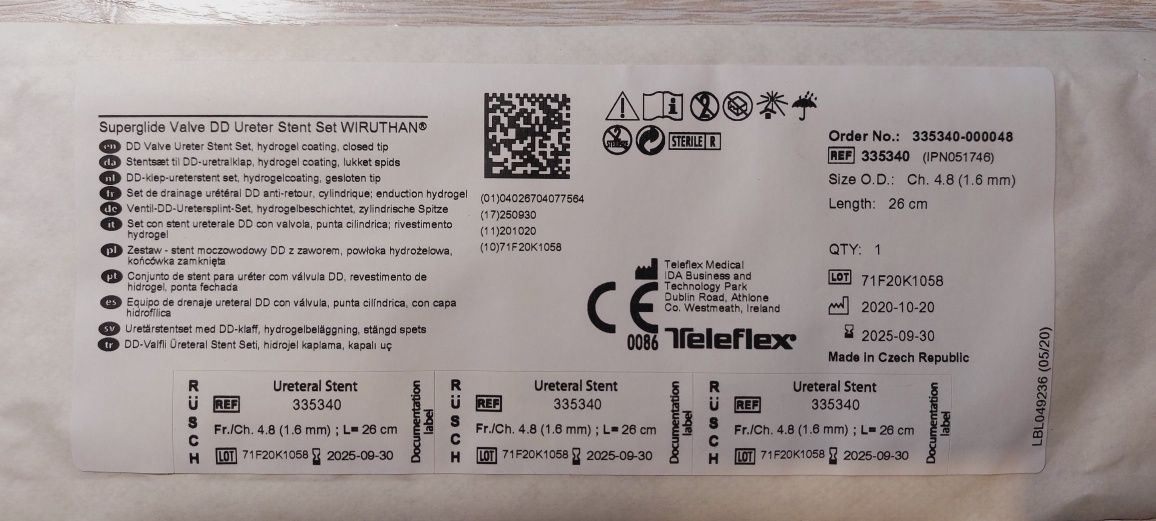 Superglide Valve DD Ureter Stent Set WIRUTHAN®
en DD Valve Ureter Stent Set, hydrogel coating, closed tip
da Stentsæt til DD-uretralklap, hydrogel coating, lukket spids
nl DD-klep-ureterstent set, hydrogelcoating, gesloten tip
fr Set de drainage urétéral DD anti-retour, cylindrique; enduction hydrogel
de Ventil-DD-Uretersplint-Set, hydrogelbeschichtet, zylindrische Spitze
it Set con stent ureterale DD con valvola, punta cilindrica; rivestimento
hydrogel
pl Zestaw - stent moczowodowy DD z zaworem, powłoka hydrożelowa,
końcówka zamknięta
pt Conjunto de stent para uréter com válvula DD, revestimento de
hidrogel, ponta fechada
es Equipo de drenaje ureteral DD con válvula, punta cilíndrica, con capa
hidrofílica
sv Uretärstentset med DD-klaff, hydrogelbeläggning, stängd spets
tr DD-Valfli Üreteral Stent Seti, hidrojel kaplama, kapalı uç
(01)04026704077564
(17)250930
(11)201020
(10)71F20K1058
STERILE R
Teleflex Medical
IDA Business and
Technology Park
Dublin Road, Athlone
Co. Westmeath, Ireland
CE
0086 Teleflex®
Order No.: 335340-000048
REF 335340 (IPN051746)
Size O.D.: Ch. 4.8 (1.6 mm)
Length: 26 cm
QTY: 1
LOT 71F20K1058
2020-10-20
2025-09-30
Made in Czech Republic
LBL049236 (05/20)
RÜSCH
Ureteral Stent
REF 335340
Fr./Ch. 4.8 (1.6 mm) ; L= 26 cm
LOT 71F20K1058 2025-09-30
Documentation
label
RÜSCH
Ureteral Stent
REF 335340
Fr./Ch. 4.8 (1.6 mm) ; L= 26 cm
LOT 71F20K1058 2025-09-30
Documentation
label
RÜSCH
Ureteral Stent
REF 335340
Fr./Ch. 4.8 (1.6 mm) ; L= 26 cm
LOT 71F20K1058 2025-09-30
Documentation
label